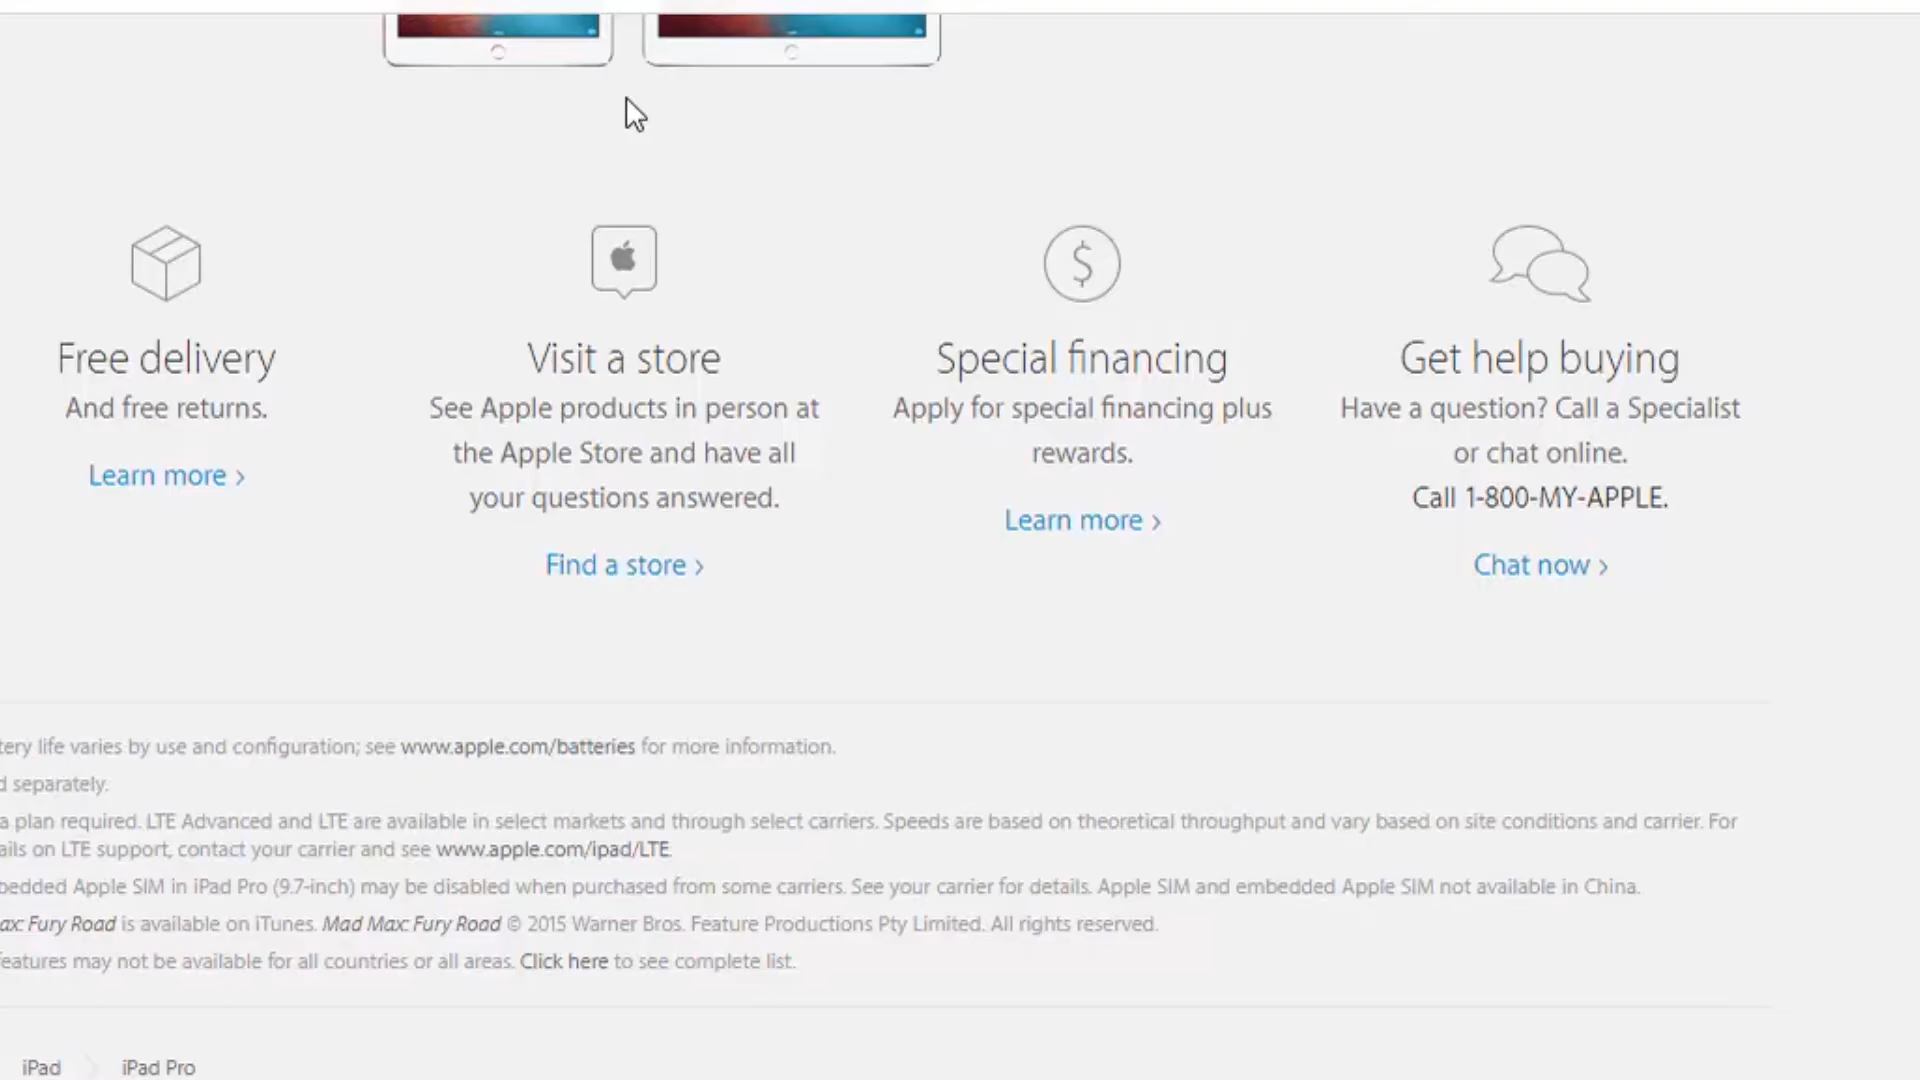 Free delivery
And free returns.
Learn more ›
Visit a store
See Apple products in person at
the Apple Store and have all
your questions answered.
Find a store ›
Special financing
Apply for special financing plus
rewards.
Learn more ›
Get help buying
Have a question? Call a Specialist
or chat online.
Call 1-800-MY-APPLE.
Chat now ›
tery life varies by use and configuration; see www.apple.com/batteries for more information.
d separately.
a plan required. LTE Advanced and LTE are available in select markets and through select carriers. Speeds are based on theoretical throughput and vary based on site conditions and carrier. For
ails on LTE support, contact your carrier and see www.apple.com/ipad/LTE.
bedded Apple SIM in iPad Pro (9.7-inch) may be disabled when purchased from some carriers. See your carrier for details. Apple SIM and embedded Apple SIM not available in China.
ax: Fury Road is available on iTunes. Mad Max: Fury Road © 2015 Warner Bros. Feature Productions Pty Limited. All rights reserved.
features may not be available for all countries or all areas. Click here to see complete list.
iPad iPad Pro